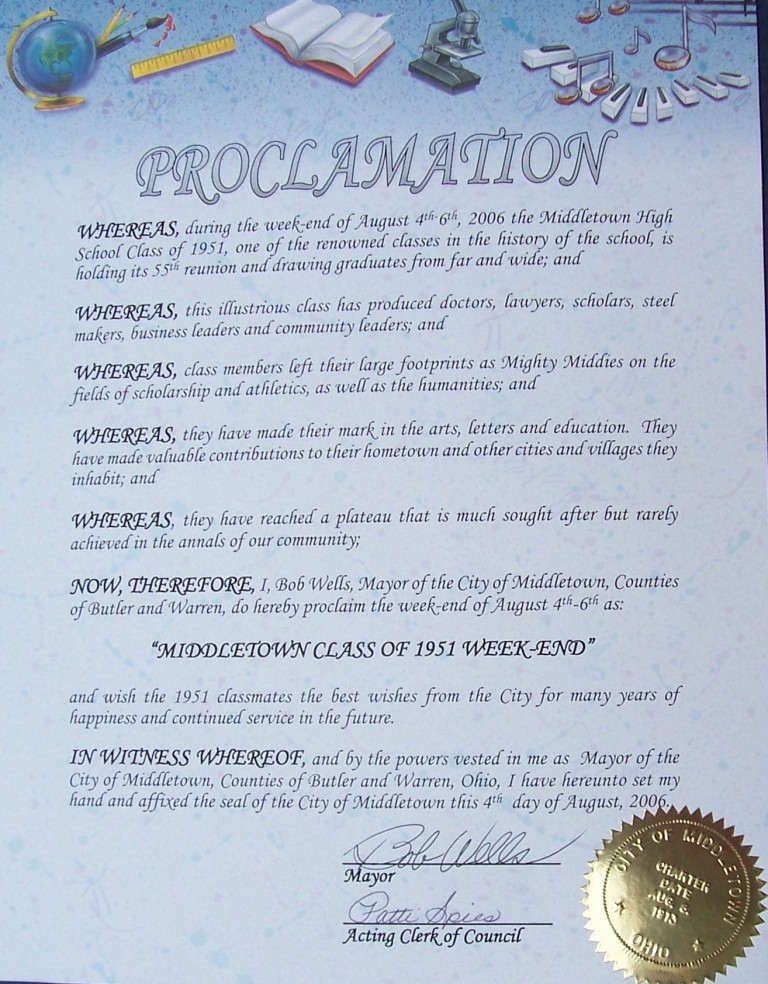 PROCLAMATION
WHEREAS, during the week-end of August 4th-6th, 2006 the Middletown High
School Class of 1951, one of the renowned classes in the history of the school, is
holding its 55th reunion and drawing graduates from far and wide; and
WHEREAS, this illustrious class has produced doctors, lawyers, scholars, steel
makers, business leaders and community leaders; and
WHEREAS, class members left their large footprints as Mighty Middies on the
fields of scholarship and athletics, as well as the humanities; and
WHEREAS, they have made their mark in the arts, letters and education. They
have made valuable contributions to their hometown and other cities and villages they
inhabit; and
WHEREAS, they have reached a plateau that is much sought after but rarely
achieved in the annals of our community;
NOW, THEREFORE, I, Bob Wells, Mayor of the City of Middletown, Counties
of Butler and Warren, do hereby proclaim the week-end of August 4th-6th as:
"MIDDLETOWN CLASS OF 1951 WEEK-END"
and wish the 1951 classmates the best wishes from the City for many years of
happiness and continued service in the future.
IN WITNESS WHEREOF, and by the powers vested in me as Mayor of the
City of Middletown, Counties of Butler and Warren, Ohio, I have hereunto set my
hand and affixed the seal of the City of Middletown this 4th day of August, 2006.
Bob Wells
Mayor
Patti Spies
Acting Clerk of Council
CITY OF MIDDLETOWN
CHARTER
DATE
AUG
OHIO